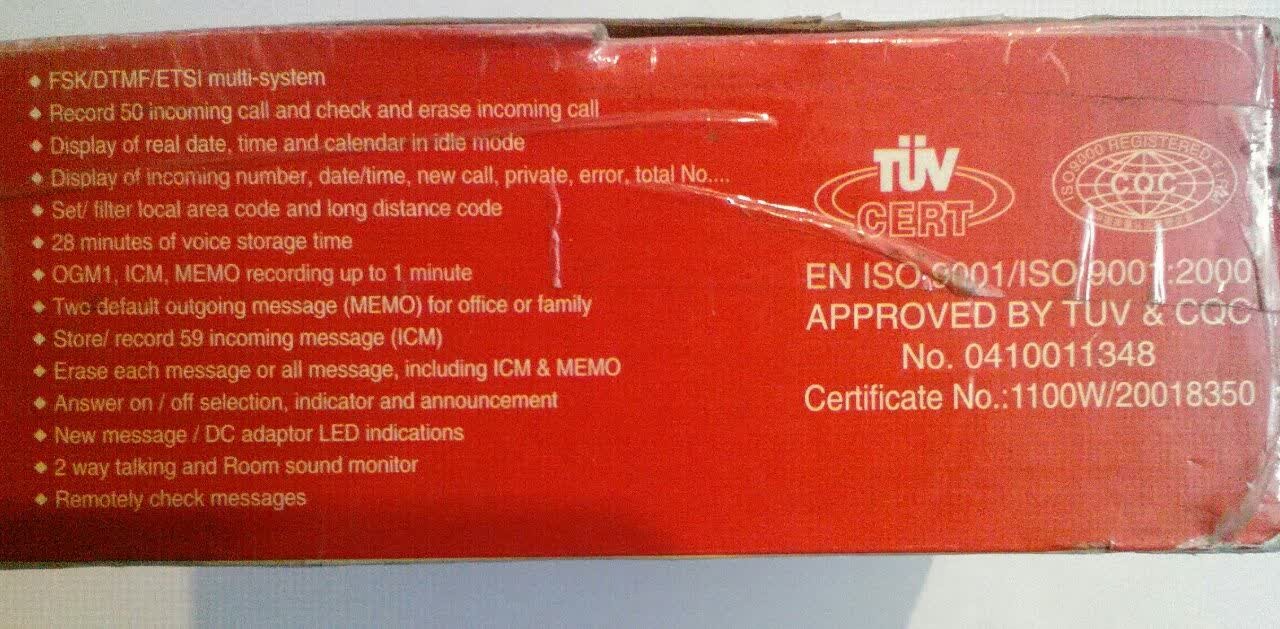 ◆ FSK/DTMF/ETSI multi-system
◆ Record 50 incoming call and check and erase incoming call
◆ Display of real date, time and calendar in idle mode
◆ Display of incoming number, date/time, new call, private, error, total No....
◆ Set/ filter local area code and long distance code
◆ 28 minutes of voice storage time
◆ OGM1, ICM, MEMO recording up to 1 minute
◆ Two default outgoing message (MEMO) for office or family
◆ Store/ record 59 incoming message (ICM)
◆ Erase each message or all message, including ICM & MEMO
◆ Answer on / off selection, indicator and announcement
◆ New message / DC adaptor LED indications
◆ 2 way talking and Room sound monitor
◆ Remotely check messages
TÜV
CERT
ISO9000 REGISTERED
CQC
EN ISO:9001/ISO 9001:2000
APPROVED BY TUV & CQC
No. 0410011348
Certificate No.:1100W/20018350